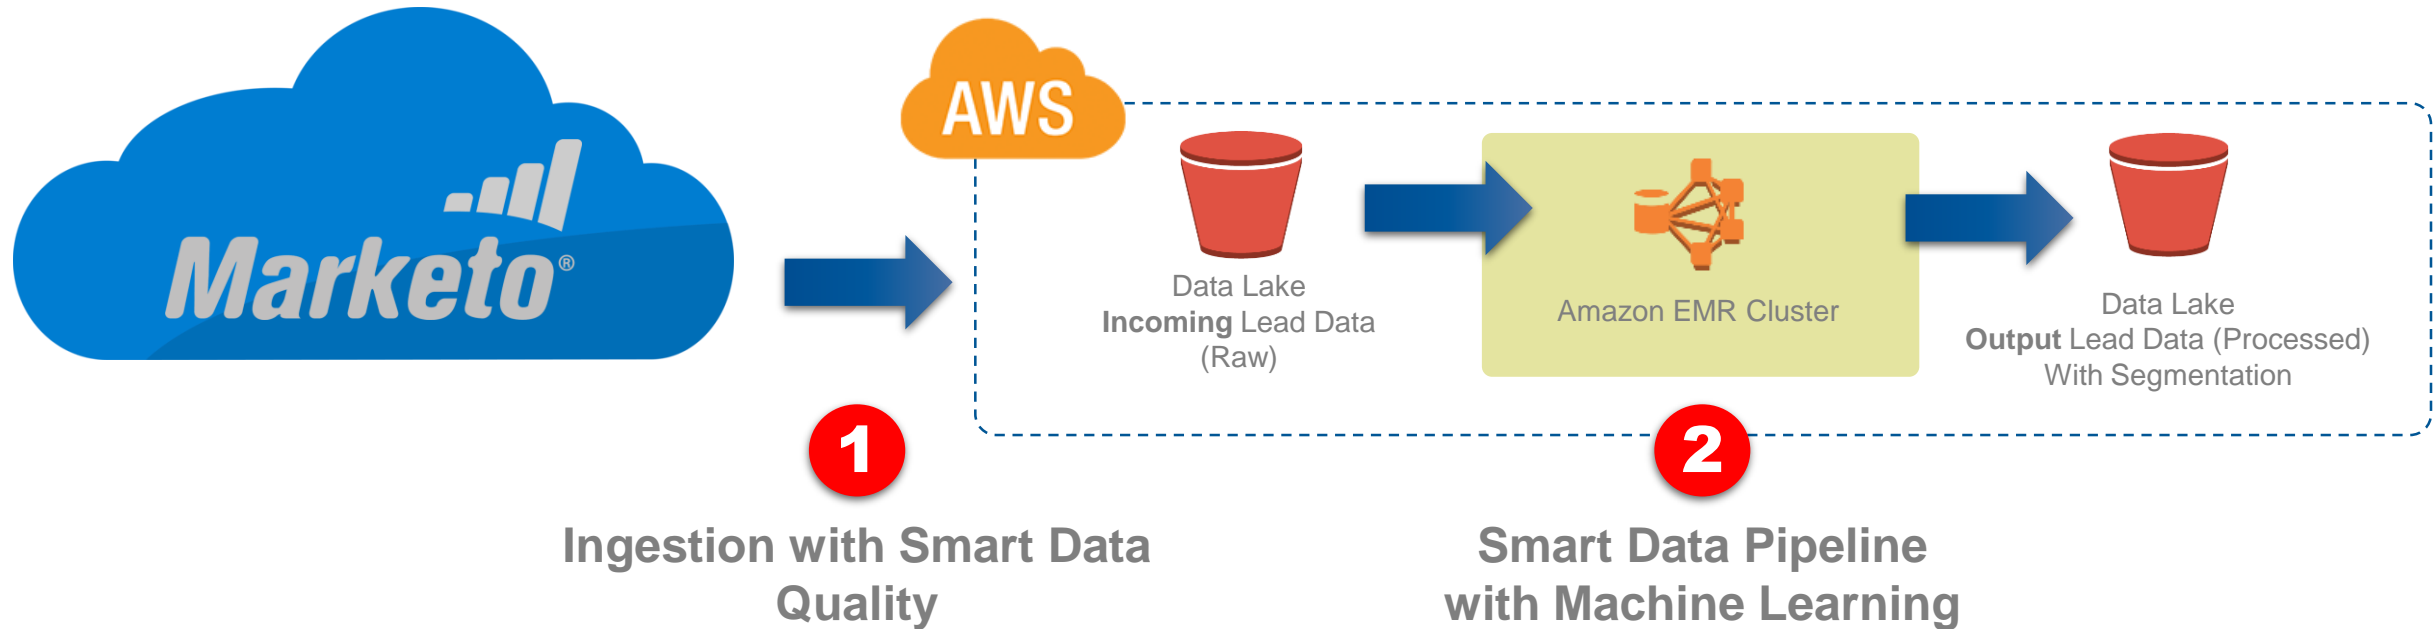 Marketo®
AWS
Data Lake
Incoming Lead Data
(Raw)
Amazon EMR Cluster
Data Lake
Output Lead Data (Processed)
With Segmentation
1
Ingestion with Smart Data
Quality
2
Smart Data Pipeline
with Machine Learning